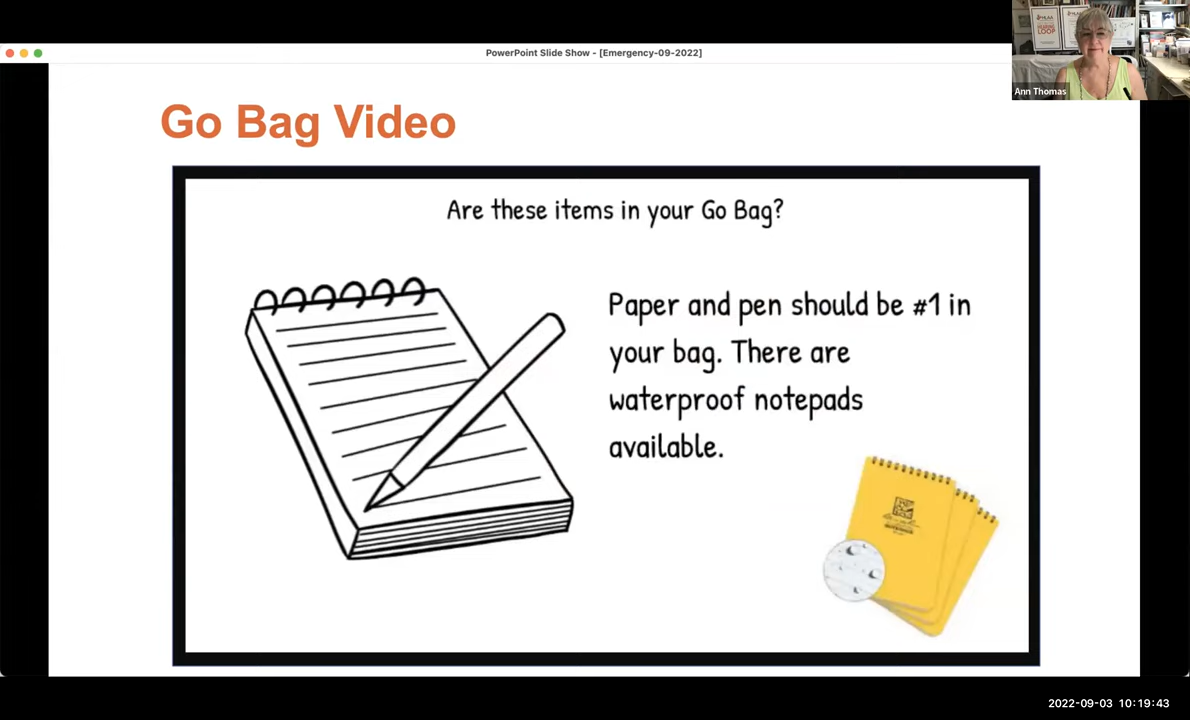 PowerPoint Slide Show - [Emergency-09-2022]
Ann Thomas
Go Bag Video
Are these items in your Go Bag?
Paper and pen should be #1 in
your bag. There are
waterproof notepads
available.
2022-09-03 10:19:43